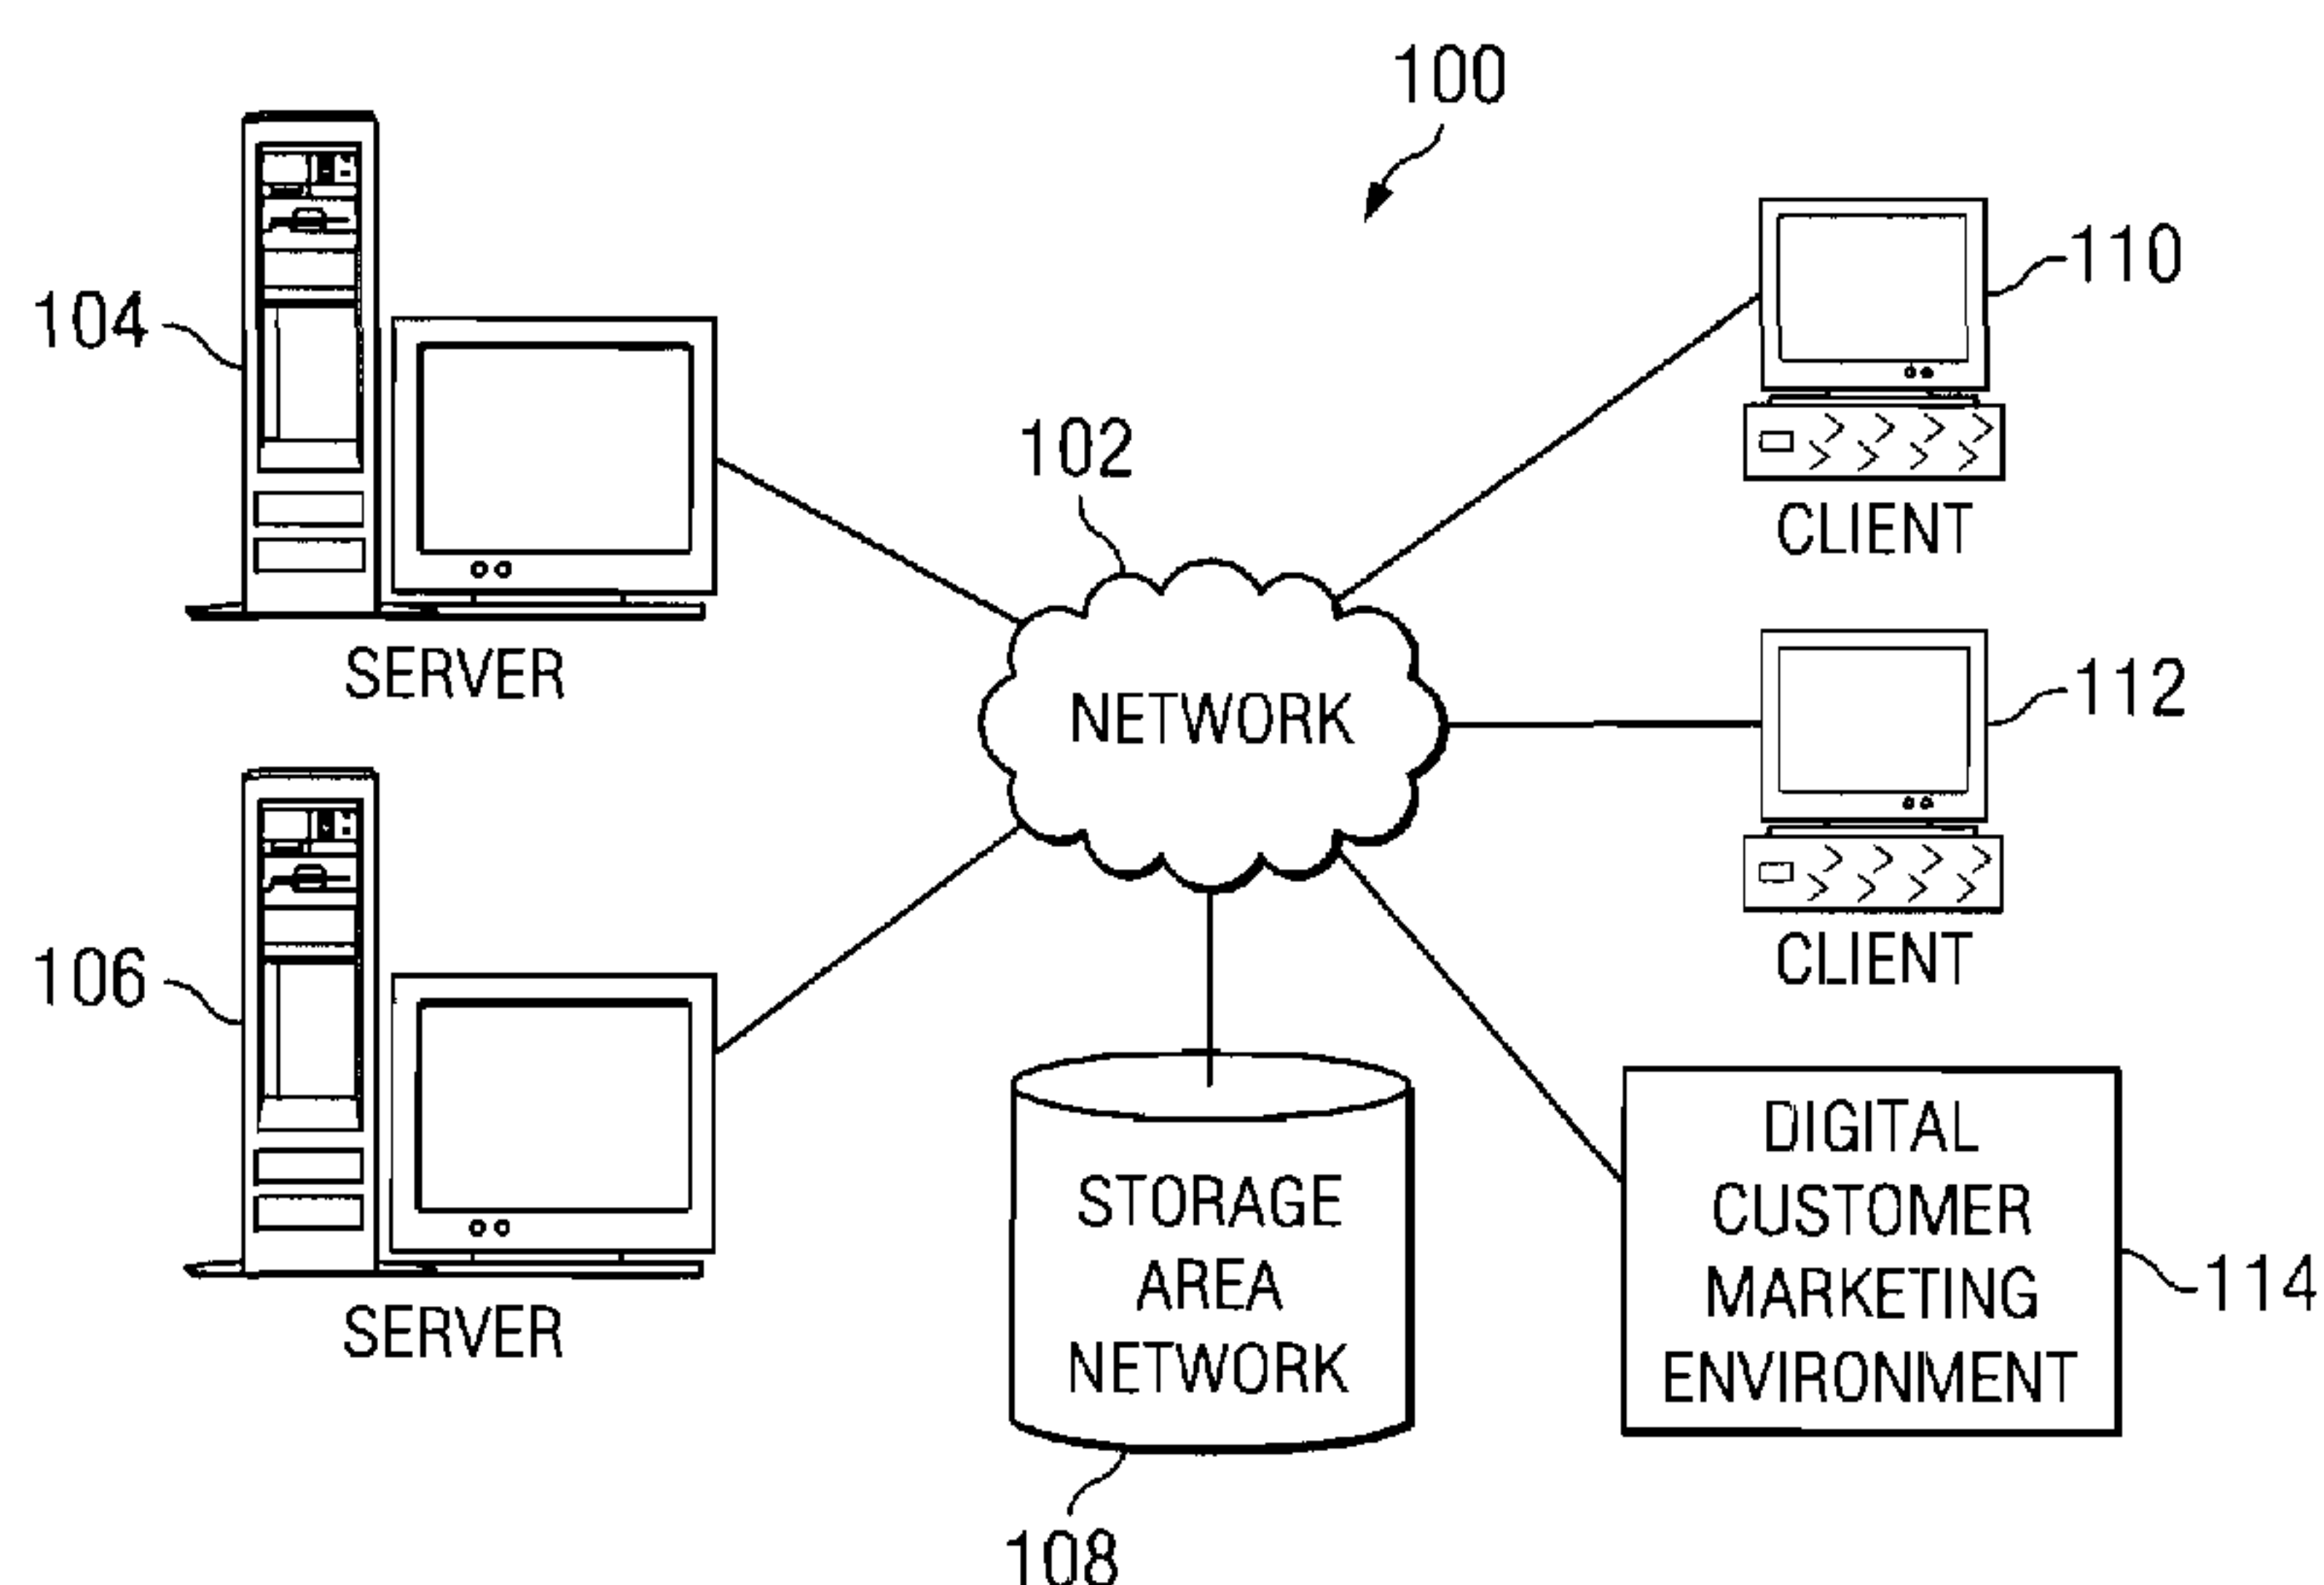 100
104
SERVER
102
NETWORK
110
CLIENT
112
CLIENT
106
SERVER
STORAGE
AREA
NETWORK
108
DIGITAL
CUSTOMER
MARKETING
ENVIRONMENT
114